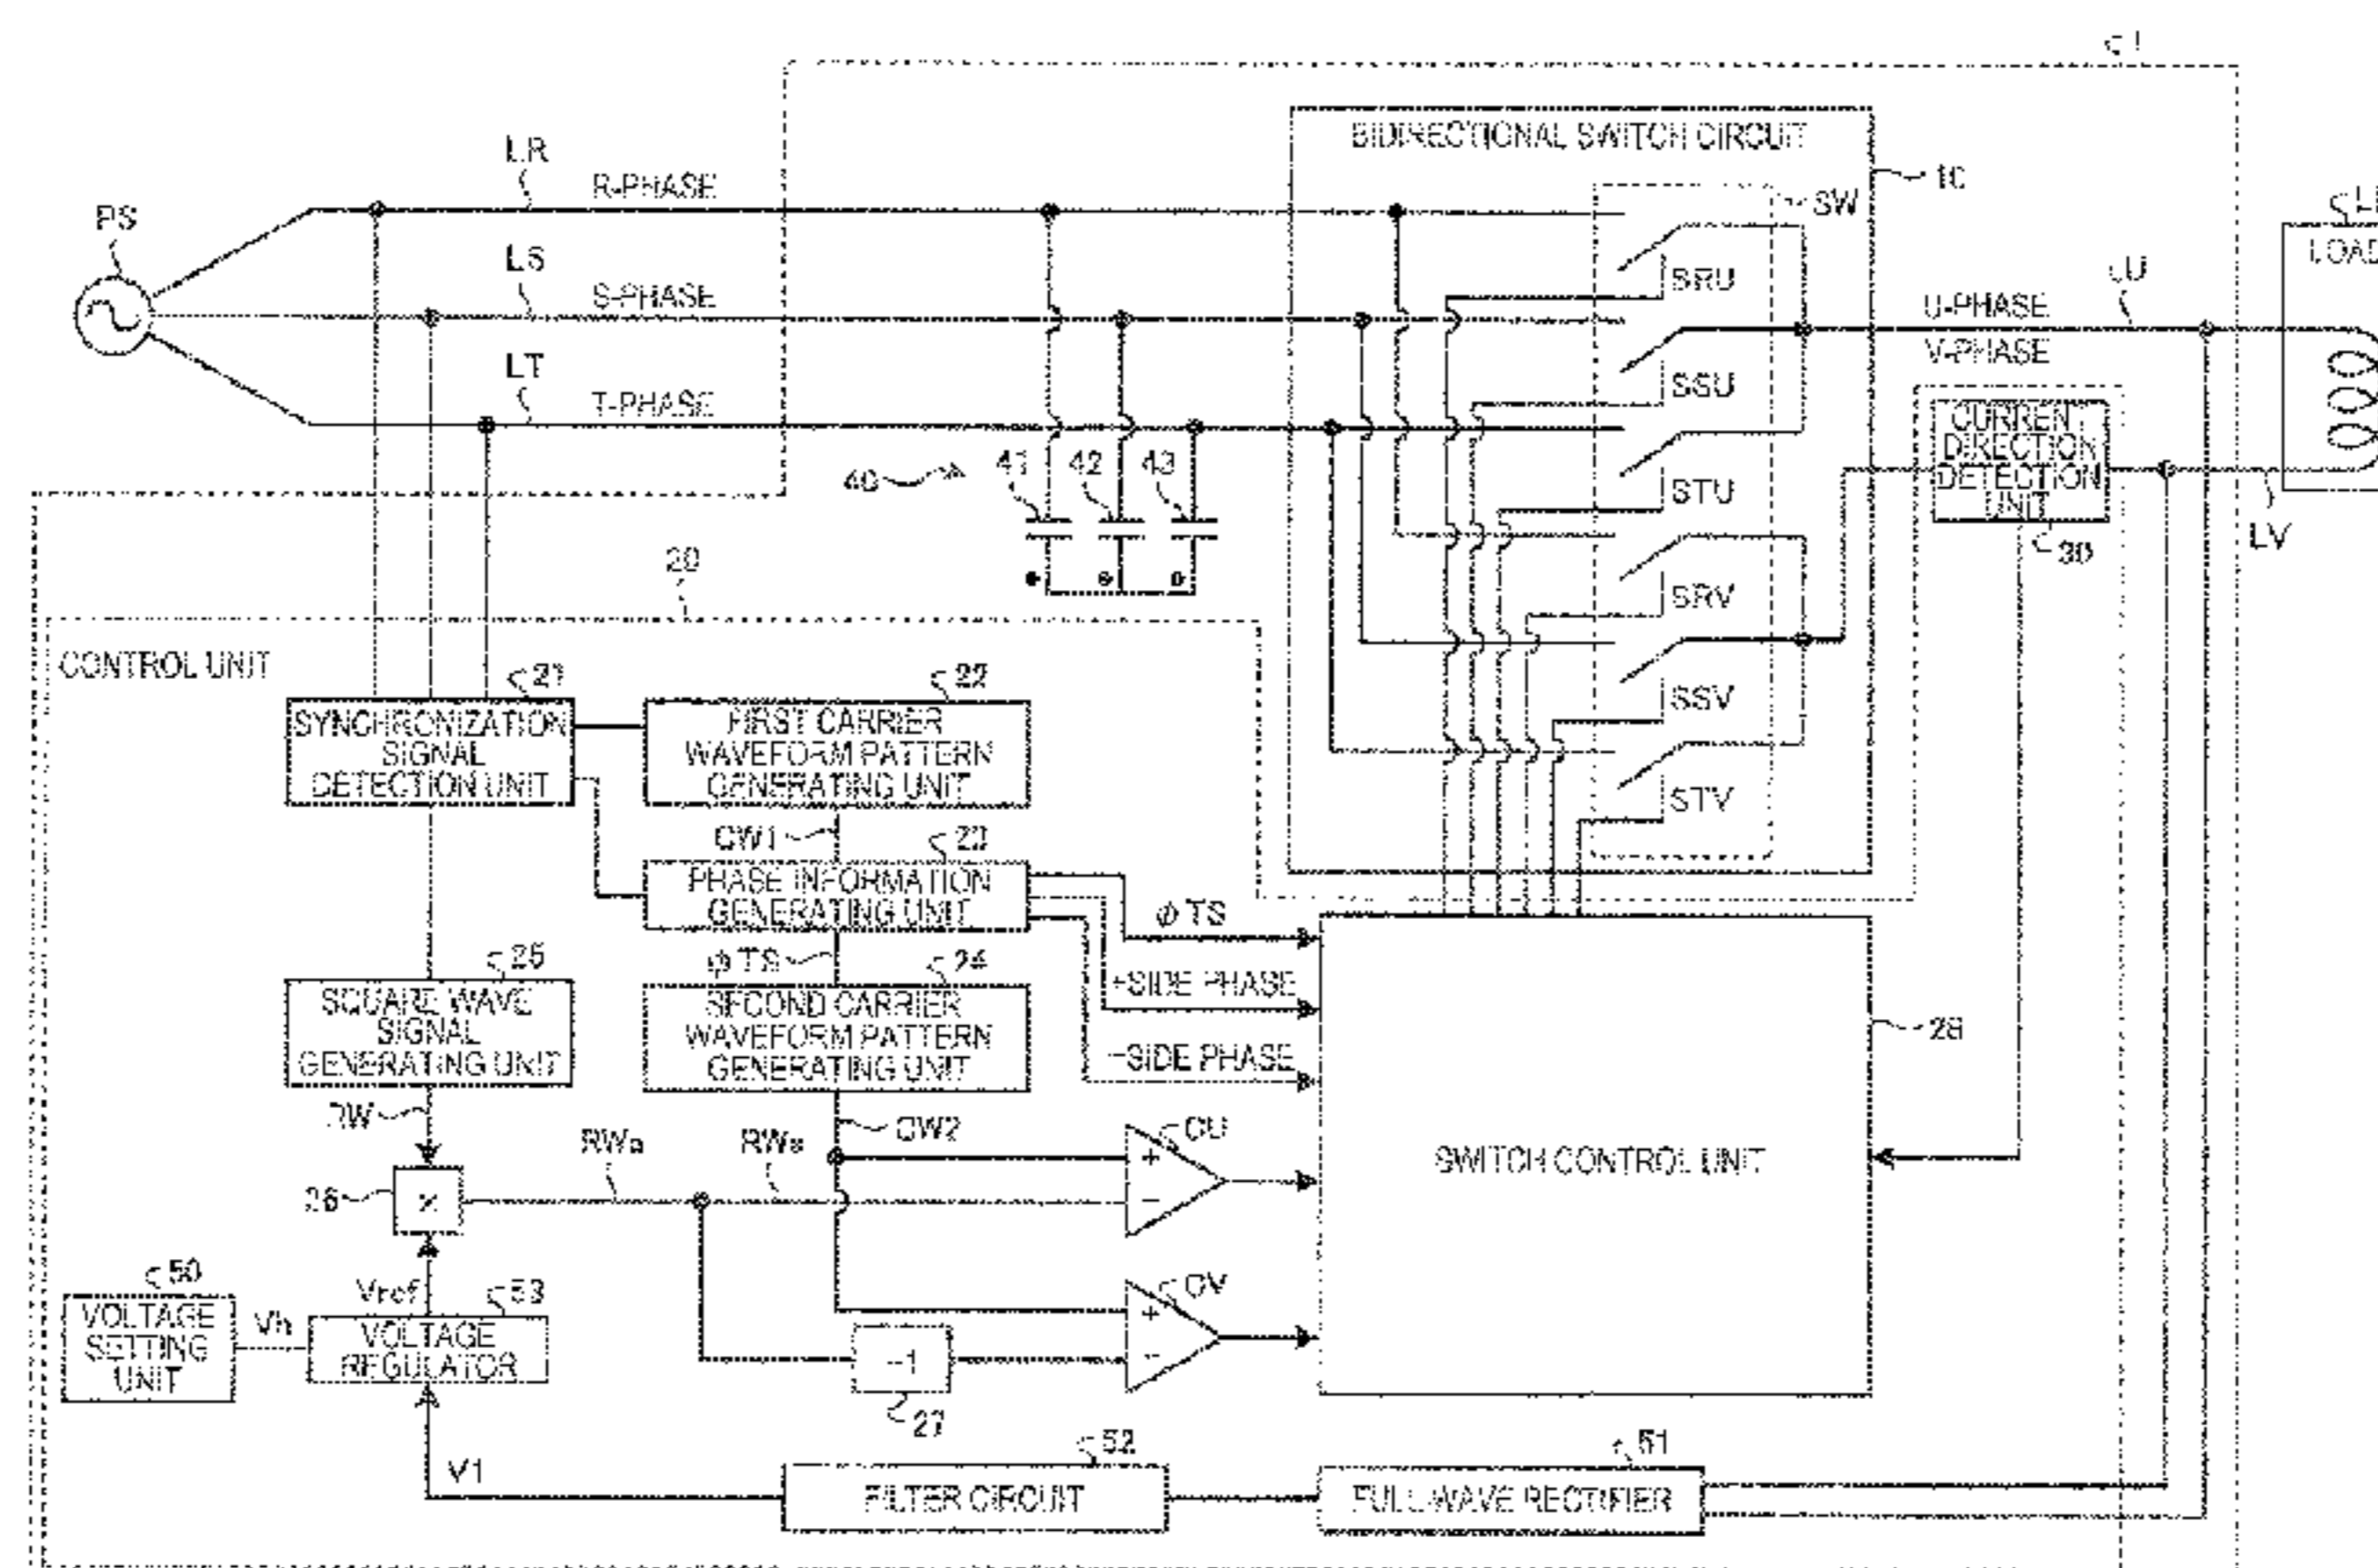 1
BIDIRECTIONAL SWITCH CIRCUIT
10
SW
LR
R-PHASE
PS
LS
S-PHASE
LT
T-PHASE
SRU
SSU
STU
SRV
SSV
STV
U-PHASE
LU
V-PHASE
CURRENT
DIRECTION
DETECTION
UNIT
30
LV
40
41
42
43
20
CONTROL UNIT
21
SYNCHRONIZATION
SIGNAL
DETECTION UNIT
22
FIRST CARRIER
WAVEFORM PATTERN
GENERATING UNIT
CW1
23
PHASE INFORMATION
GENERATING UNIT
φTS
24
SECOND CARRIER
WAVEFORM PATTERN
GENERATING UNIT
φTS
+SIDE PHASE
−SIDE PHASE
25
SQUARE WAVE
SIGNAL
GENERATING UNIT
RW
26
×
RWa
RWa
CW2
CU
+
−
CV
+
−
−1
27
28
SWITCH CONTROL UNIT
50
VOLTAGE
SETTING
UNIT
Vh
Vref
53
VOLTAGE
REGULATOR
V1
52
FILTER CIRCUIT
51
FULL-WAVE RECTIFIER